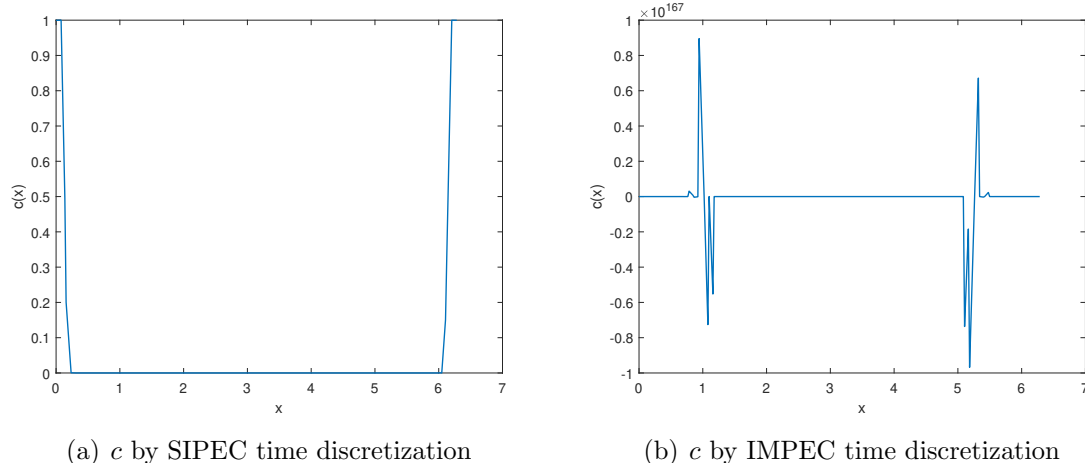 1
0.9
0.8
0.7
0.6
0.5
0.4
0.3
0.2
0.1
0
c(x)
0 1 2 3 4 5 6 7
x
(a) c by SIPEC time discretization
×10^167
1
0.8
0.6
0.4
0.2
0
-0.2
-0.4
-0.6
-0.8
-1
c(x)
0 1 2 3 4 5 6 7
x
(b) c by IMPEC time discretization